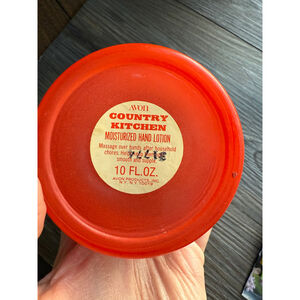 AVON
COUNTRY
KITCHEN
MOISTURIZED HAND LOTION
Massage over hands after household
chores.
smooth and supple.
10 FL.OZ.
AVON PRODUCTS, INC.
N.Y., N.Y. 10019